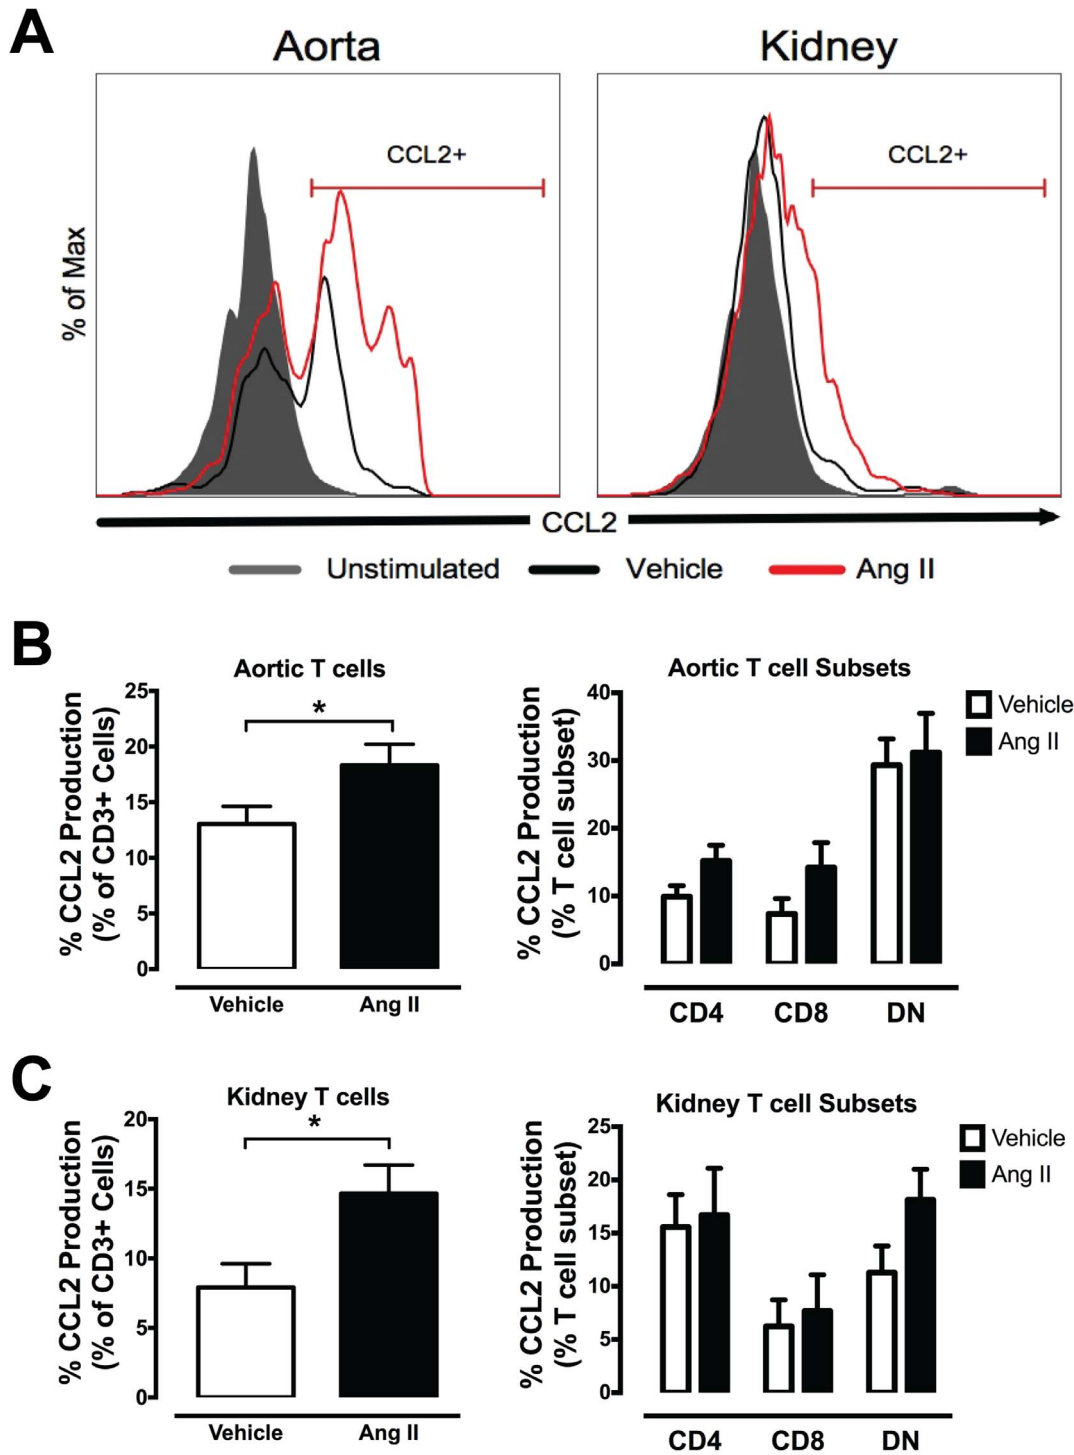 A
Aorta
Kidney
% of Max
CCL2+
CCL2+
CCL2
Unstimulated
Vehicle
Ang II
B
Aortic T cells
% CCL2 Production
(% of CD3+ Cells)
25
20
15
10
5
0
*
Vehicle
Ang II
Aortic T cell Subsets
% CCL2 Production
(% T cell subset)
40
30
20
10
0
CD4
CD8
DN
Vehicle
Ang II
C
Kidney T cells
% CCL2 Production
(% of CD3+ Cells)
20
15
10
5
0
*
Vehicle
Ang II
Kidney T cell Subsets
% CCL2 Production
(% T cell subset)
25
20
15
10
5
0
CD4
CD8
DN
Vehicle
Ang II